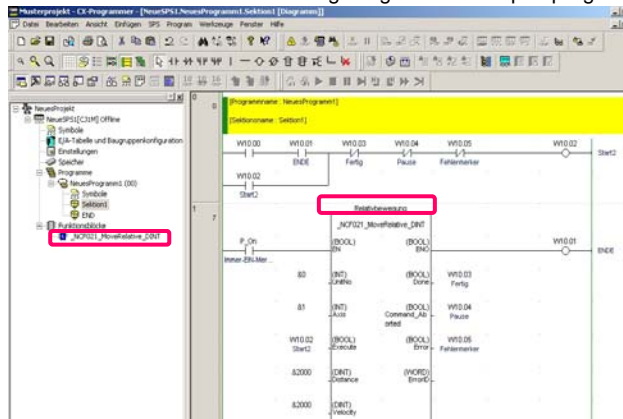 Musterprojekt - CX-Programmer - [NeueSPS1.NeuesProgramm1.Sektion1 [Diagramm]]
Datei Bearbeiten Ansicht Einfügen SPS Program Werkzeuge Fenster Hilfe
NeuesProjekt
NeueSPS1[CJ1M] Offline
Symbole
E/A-Tabelle und Baugruppenkonfiguration
Einstellungen
Speicher
Programme
NeuesProgramm1 (00)
Symbole
Sektion1
END
Funktionsblöcke
_NCF021_MoveRelative_DINT
0
0
[Programmname : NeuesProgramm1]
[Sektionsname : Sektion1]
W10.00 W10.01 W10.03 W10.04 W10.05 W10.02
ENDE Fertig Pause Fehlermerker Start2
W10.02
Start2
1
7
Relativbewegung
_NCF021_MoveRelative_DINT
P_On (BOOL) EN (BOOL) ENO W10.01 ENDE
Immer-EIN-Mer...
&0 (INT) UnitNo (BOOL) Done W10.03 Fertig
&1 (INT) Axis (BOOL) Command_Aborted W10.04 Pause
W10.02 Start2 (BOOL) Execute (BOOL) Error W10.05 Fehlermerker
&2000 (DINT) Distance (WORD) ErrorID
&2000 (DINT) Velocity